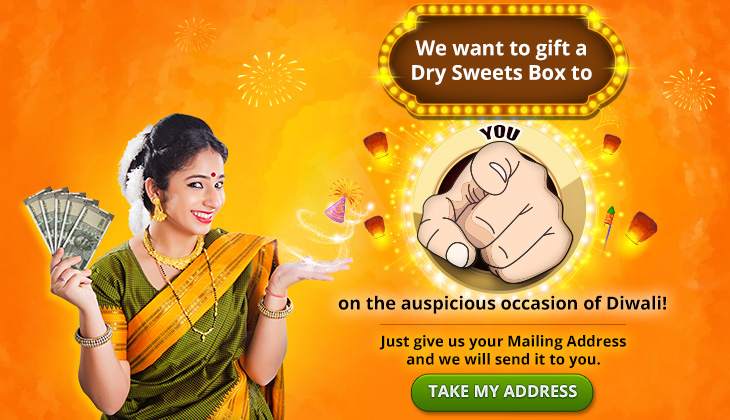 We want to gift a
Dry Sweets Box to
YOU
on the auspicious occasion of Diwali!
Just give us your Mailing Address
and we will send it to you.
TAKE MY ADDRESS